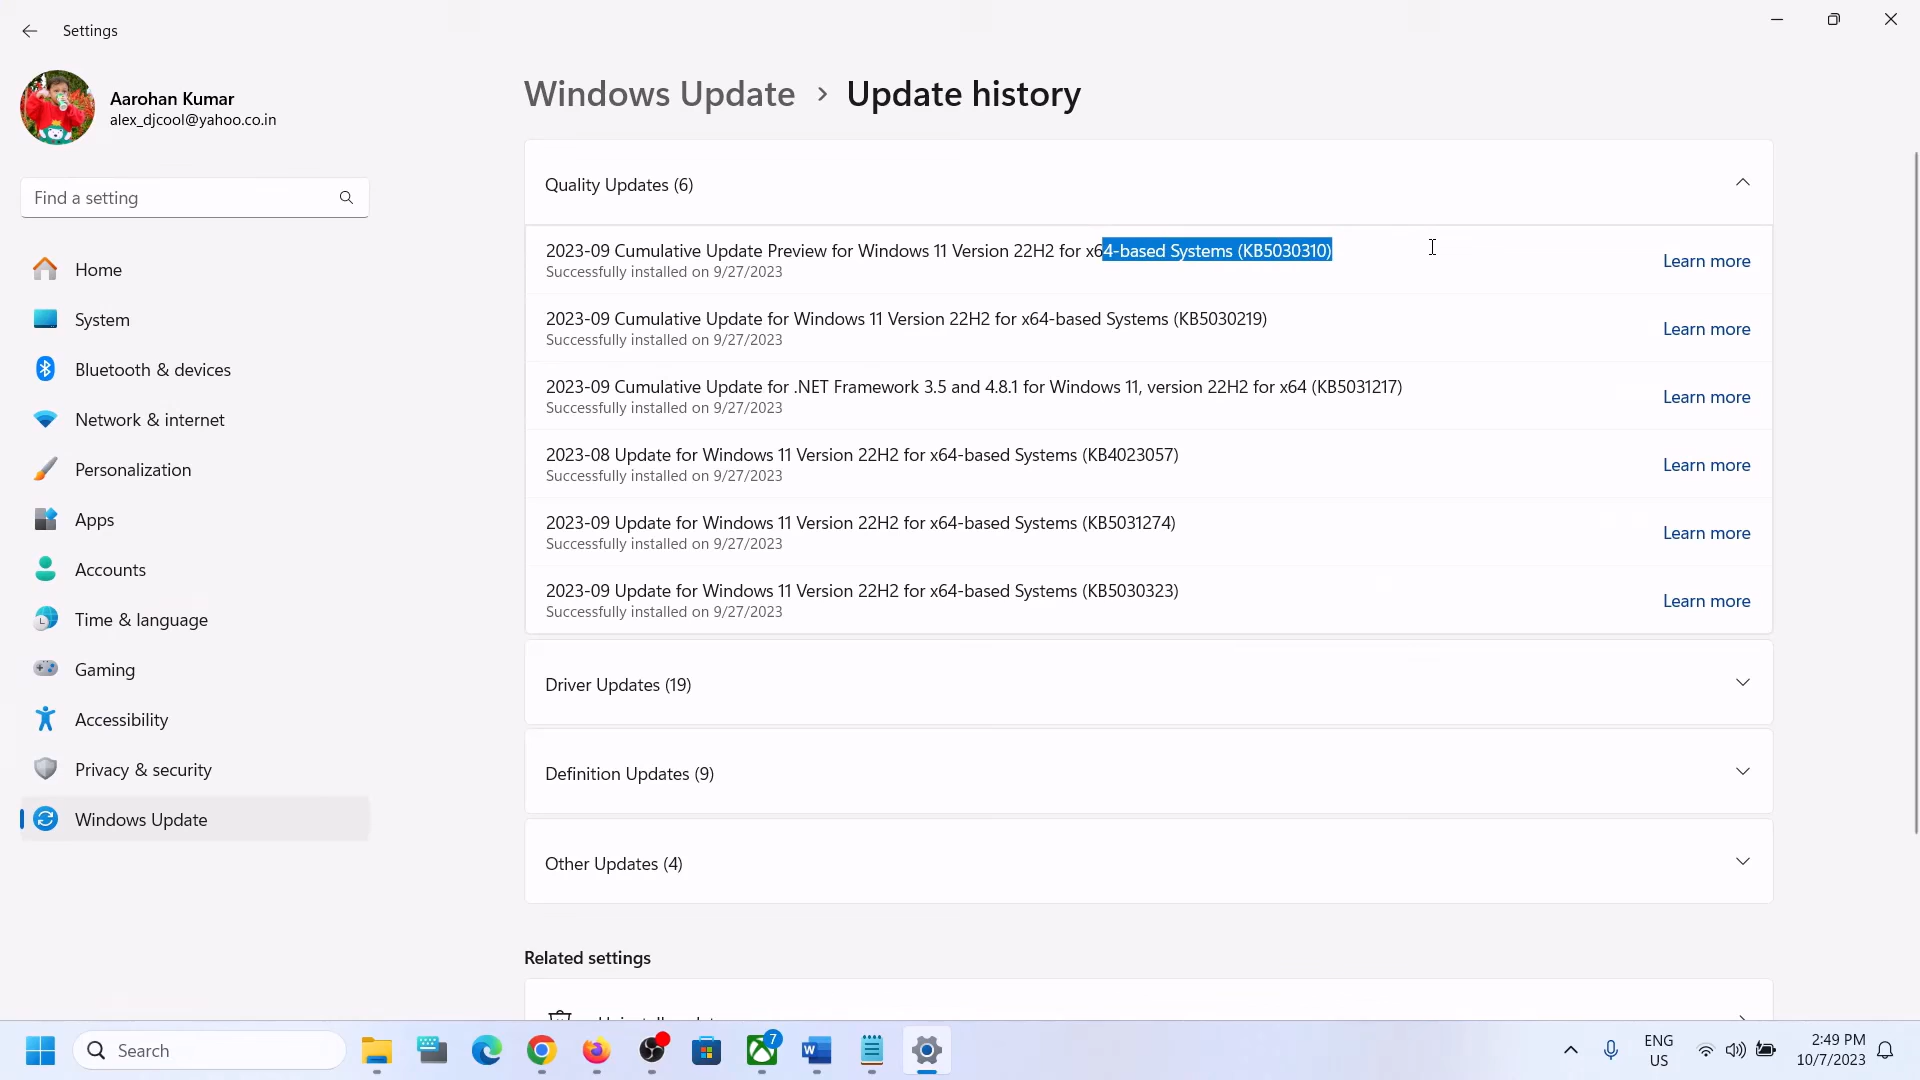 Settings
Aarohan Kumar
alex_djcool@yahoo.co.in
Find a setting
Home
System
Bluetooth & devices
Network & internet
Personalization
Apps
Accounts
Time & language
Gaming
Accessibility
Privacy & security
Windows Update
Windows Update > Update history
Quality Updates (6)
2023-09 Cumulative Update Preview for Windows 11 Version 22H2 for x64-based Systems (KB5030310)
Successfully installed on 9/27/2023
Learn more
2023-09 Cumulative Update for Windows 11 Version 22H2 for x64-based Systems (KB5030219)
Successfully installed on 9/27/2023
Learn more
2023-09 Cumulative Update for .NET Framework 3.5 and 4.8.1 for Windows 11, version 22H2 for x64 (KB5031217)
Successfully installed on 9/27/2023
Learn more
2023-08 Update for Windows 11 Version 22H2 for x64-based Systems (KB4023057)
Successfully installed on 9/27/2023
Learn more
2023-09 Update for Windows 11 Version 22H2 for x64-based Systems (KB5031274)
Successfully installed on 9/27/2023
Learn more
2023-09 Update for Windows 11 Version 22H2 for x64-based Systems (KB5030323)
Successfully installed on 9/27/2023
Learn more
Driver Updates (19)
Definition Updates (9)
Other Updates (4)
Related settings
Search
7
ENG
US
2:49 PM
10/7/2023